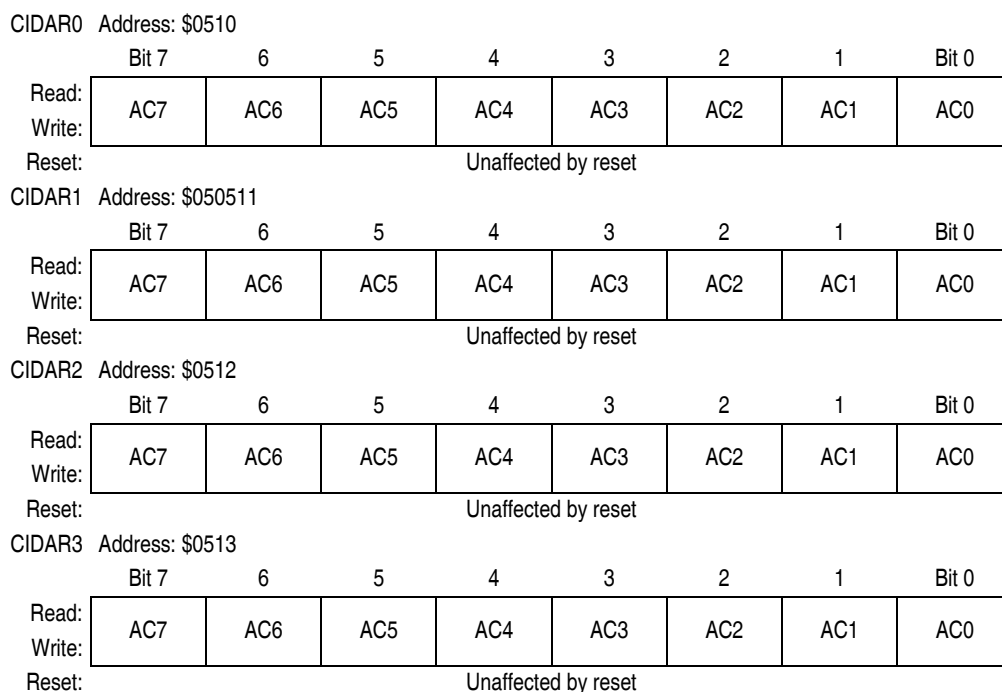 CIDAR0 Address: $0510
Bit 7 6 5 4 3 2 1 Bit 0
Read:
AC7 AC6 AC5 AC4 AC3 AC2 AC1 AC0
Write:
Reset: Unaffected by reset
CIDAR1 Address: $050511
Bit 7 6 5 4 3 2 1 Bit 0
Read:
AC7 AC6 AC5 AC4 AC3 AC2 AC1 AC0
Write:
Reset: Unaffected by reset
CIDAR2 Address: $0512
Bit 7 6 5 4 3 2 1 Bit 0
Read:
AC7 AC6 AC5 AC4 AC3 AC2 AC1 AC0
Write:
Reset: Unaffected by reset
CIDAR3 Address: $0513
Bit 7 6 5 4 3 2 1 Bit 0
Read:
AC7 AC6 AC5 AC4 AC3 AC2 AC1 AC0
Write:
Reset: Unaffected by reset